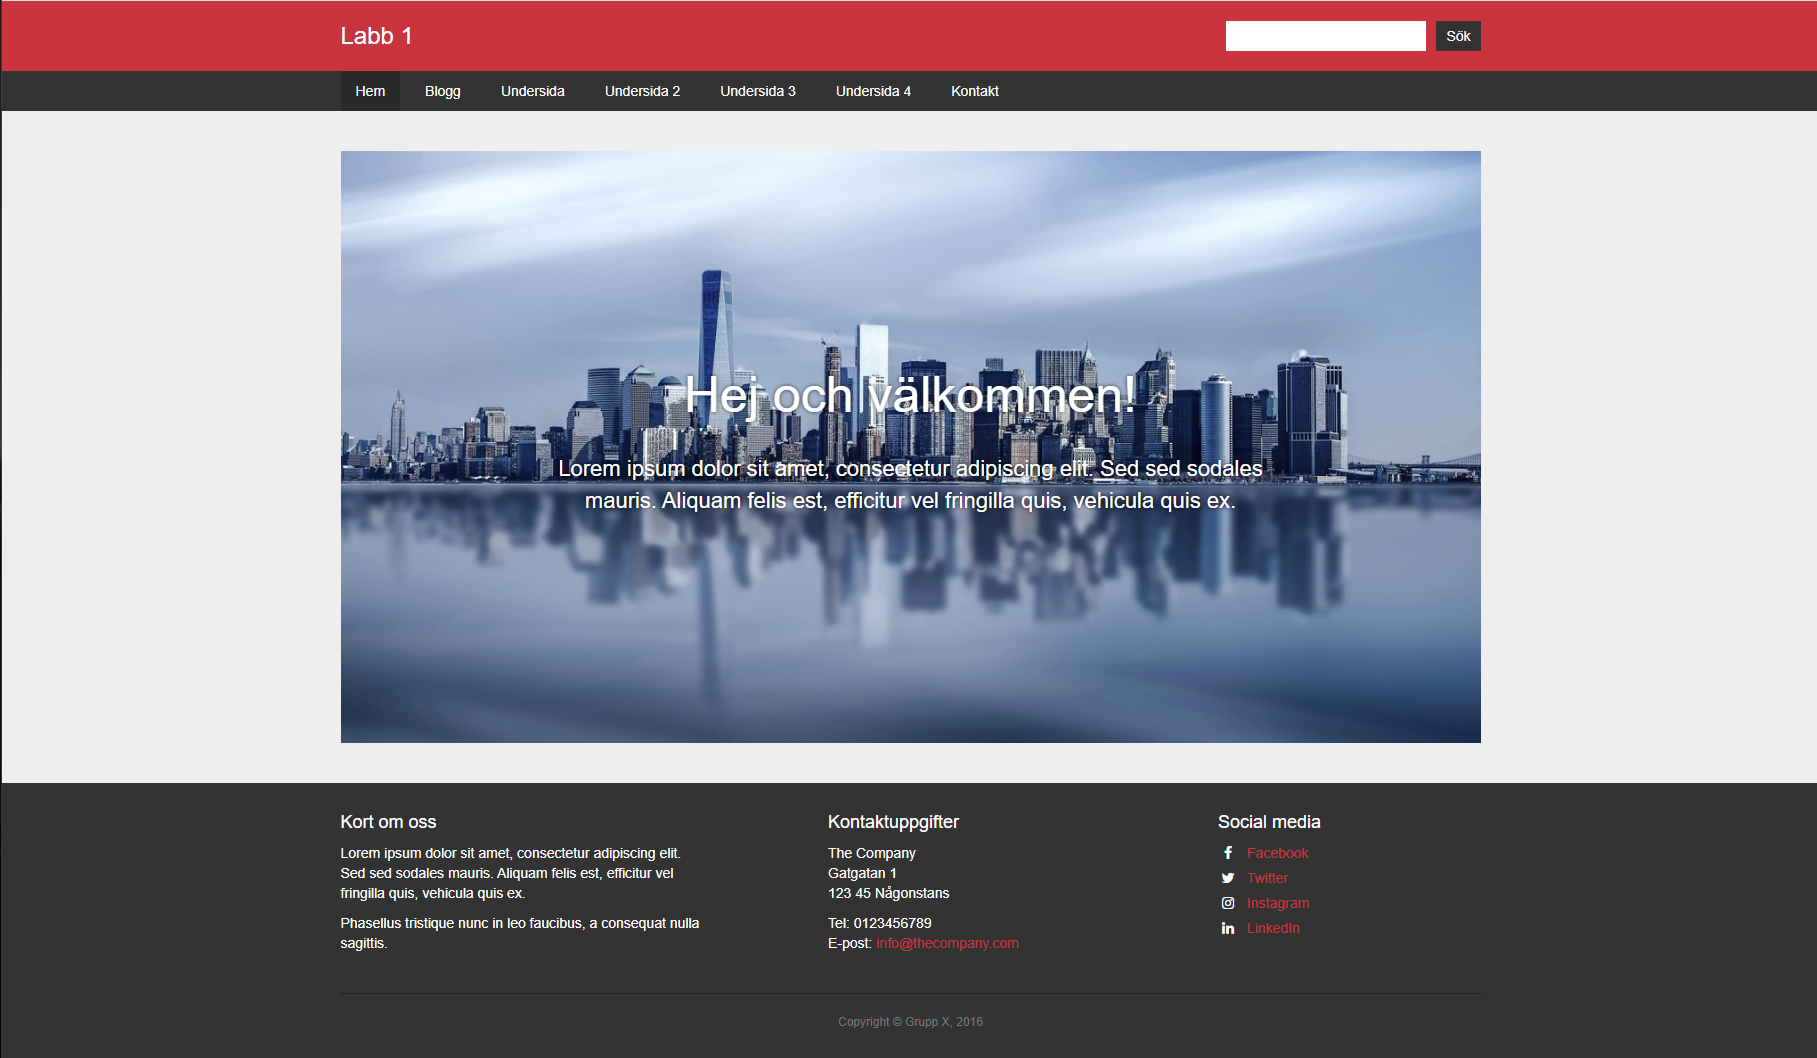 Labb 1
Sök
Hem Blogg Undersida Undersida 2 Undersida 3 Undersida 4 Kontakt
Hej och välkommen!
Lorem ipsum dolor sit amet, consectetur adipiscing elit. Sed sed sodales
mauris. Aliquam felis est, efficitur vel fringilla quis, vehicula quis ex.
Kort om oss
Lorem ipsum dolor sit amet, consectetur adipiscing elit.
Sed sed sodales mauris. Aliquam felis est, efficitur vel
fringilla quis, vehicula quis ex.
Phasellus tristique nunc in leo faucibus, a consequat nulla
sagittis.
Kontaktuppgifter
The Company
Gatgatan 1
123 45 Någonstans
Tel: 0123456789
E-post: info@thecompany.com
Social media
Facebook
Twitter
Instagram
LinkedIn
Copyright © Grupp X, 2016